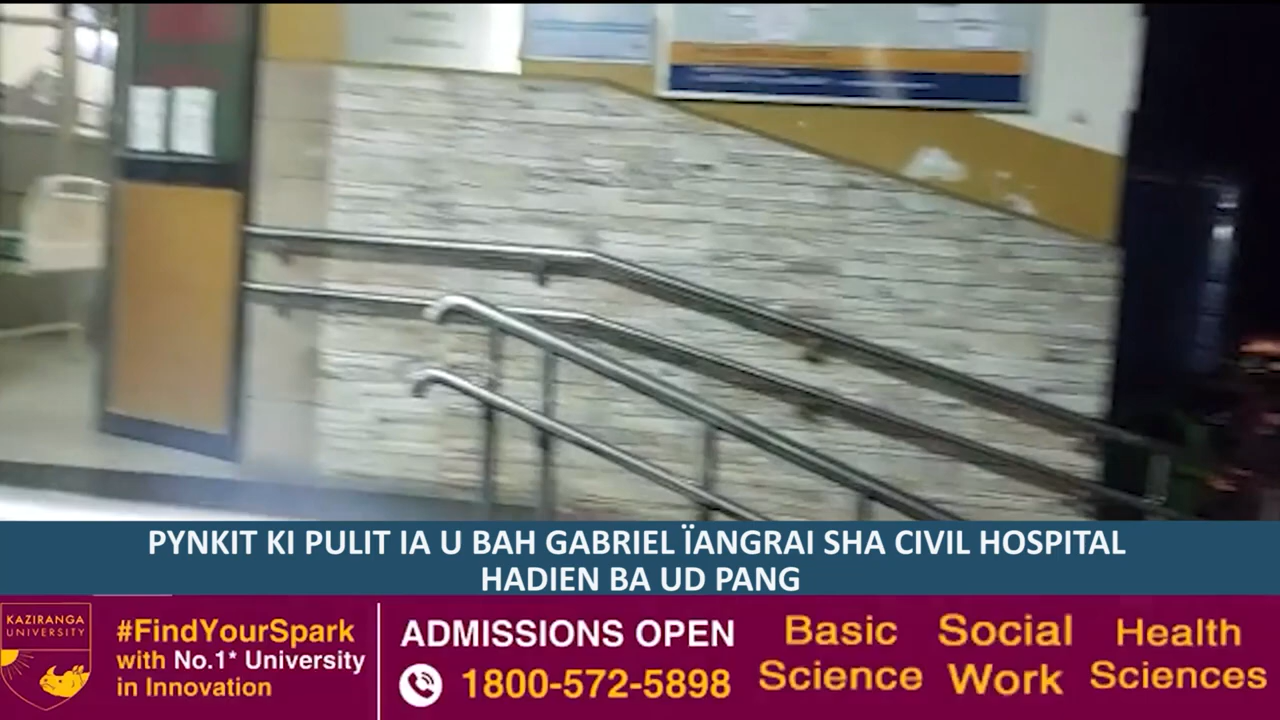 PYNKIT KI PULIT IA U BAH GABRIEL ÏANGRAI SHA CIVIL HOSPITAL
HADIEN BA UD PANG
KAZIRANGA
UNIVERSITY
#FindYourSpark
with No.1* University
in Innovation
ADMISSIONS OPEN
1800-572-5898
Basic
Science
Social
Work
Health
Sciences